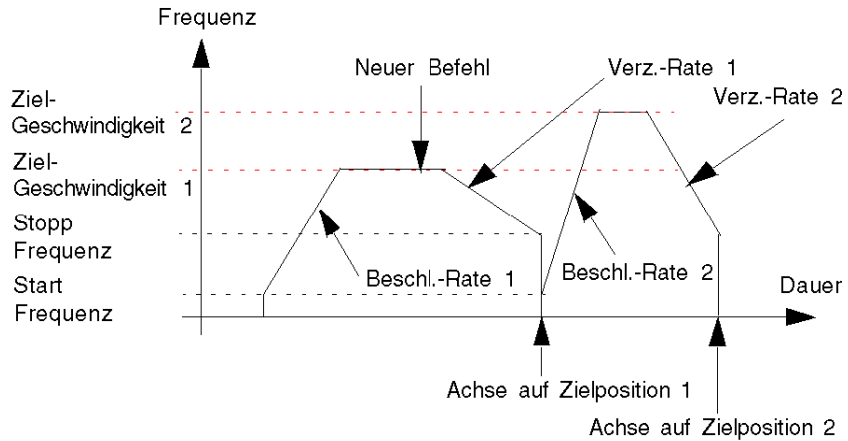 Frequenz
Neuer Befehl
Verz.-Rate 1
Verz.-Rate 2
Ziel-
Geschwindigkeit 2
Ziel-
Geschwindigkeit 1
Stopp
Frequenz
Beschl.-Rate 1
Beschl.-Rate 2
Start
Frequenz
Dauer
Achse auf Zielposition 1
Achse auf Zielposition 2